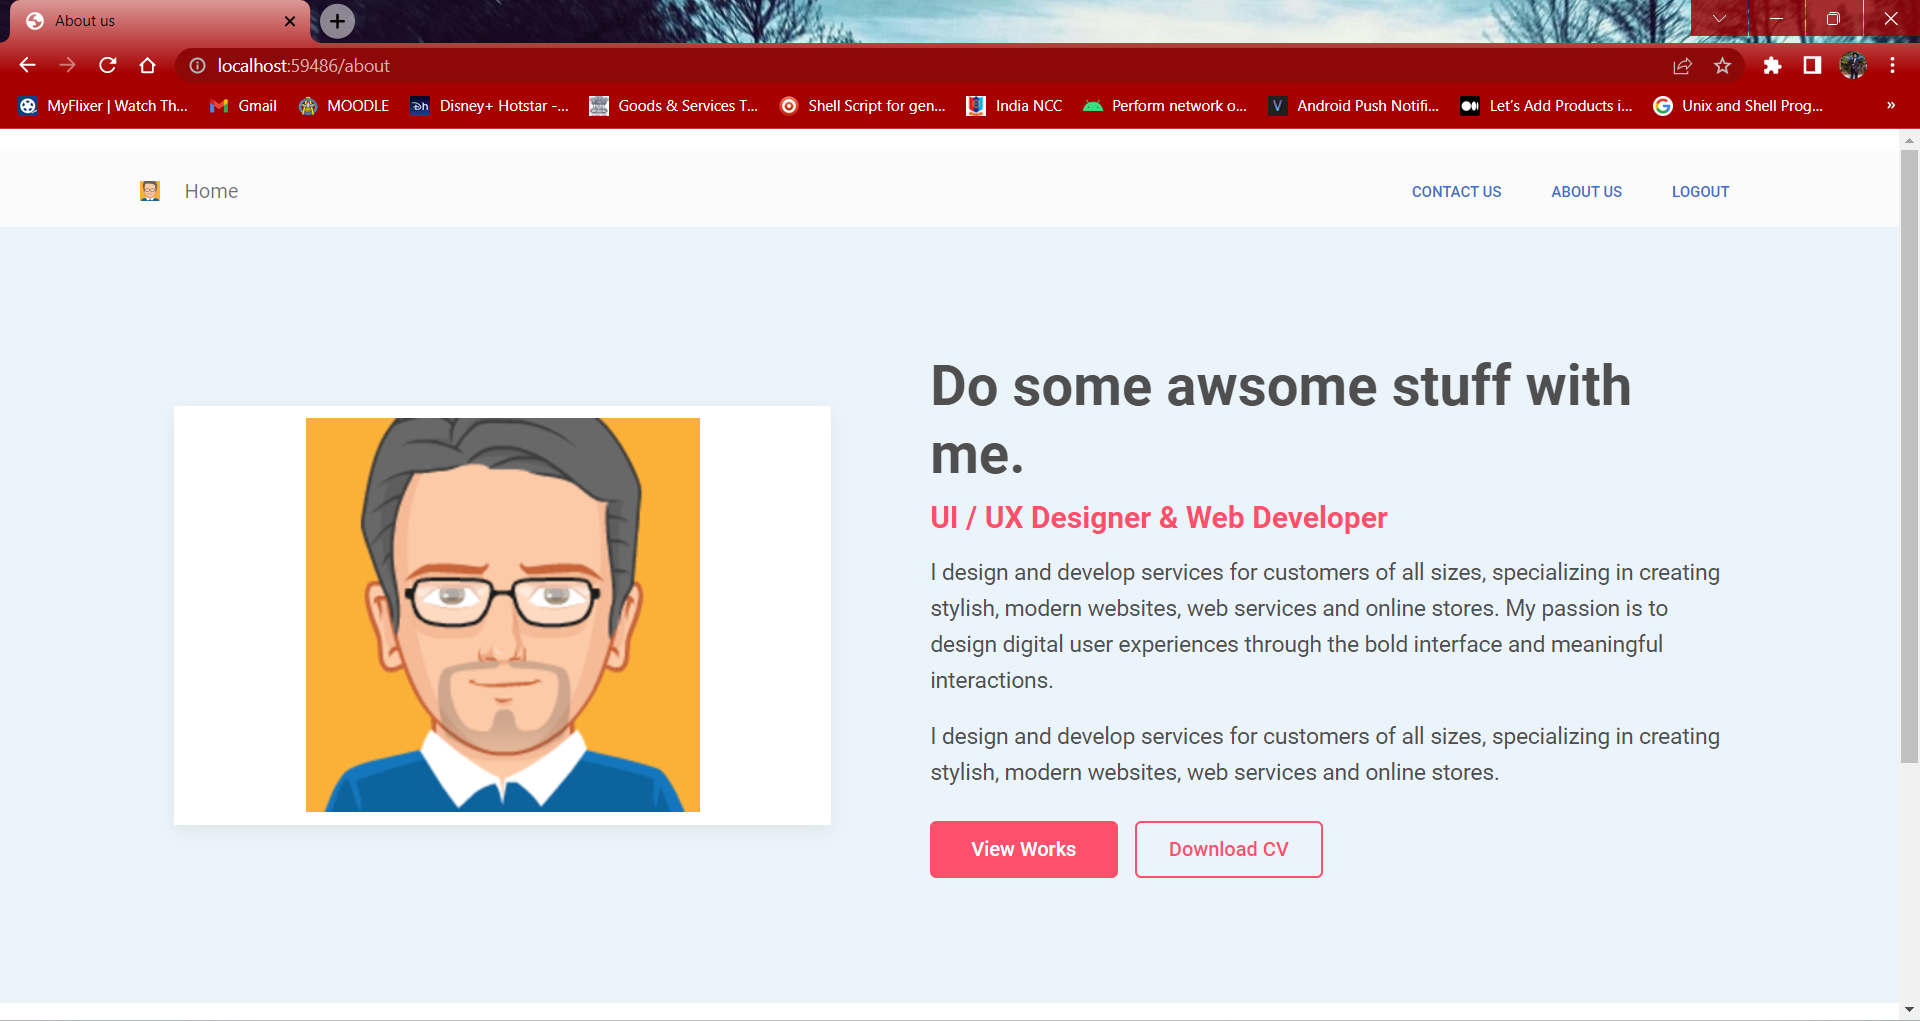 About us
localhost:59486/about
MyFlixer | Watch Th...
Gmail
MOODLE
Disney+ Hotstar -...
Goods & Services T...
Shell Script for gen...
India NCC
Perform network o...
Android Push Notifi...
Let's Add Products i...
Unix and Shell Prog...
»
Home
CONTACT US
ABOUT US
LOGOUT
Do some awsome stuff with
me.
UI / UX Designer & Web Developer
I design and develop services for customers of all sizes, specializing in creating
stylish, modern websites, web services and online stores. My passion is to
design digital user experiences through the bold interface and meaningful
interactions.
I design and develop services for customers of all sizes, specializing in creating
stylish, modern websites, web services and online stores.
View Works
Download CV